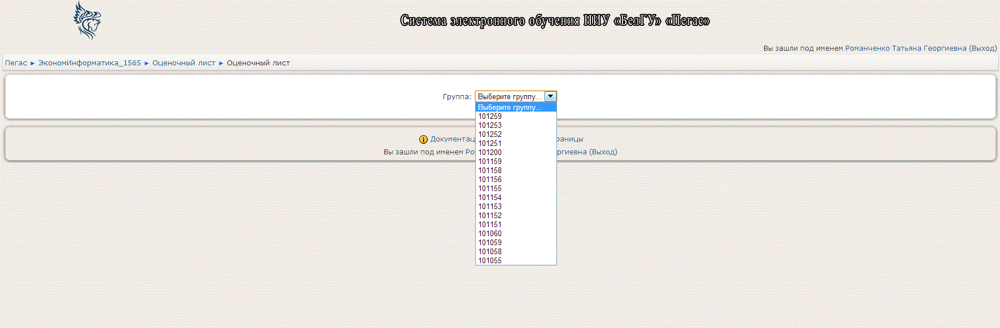 Система электронного обучения НИУ «БелГУ» «Пегас»
Вы зашли под именем Романченко Татьяна Георгиевна (Выход)
Пегас ► ЭкономИнформатика_1565 ► Оценочный лист ► Оценочный лист
Группа: Выберите группу...
Выберите группу...
101259
101253
101252
101251
101200
101159
101158
101156
101155
101154
101153
101152
101151
101060
101059
101058
101055
Документац раницы
Вы зашли под именем Ро ргиевна (Выход)